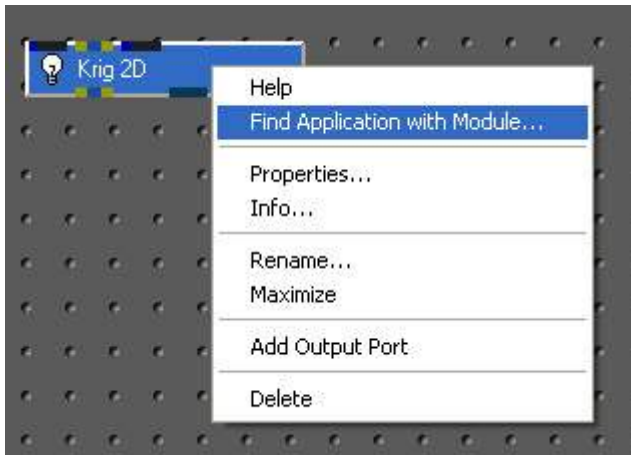 Krig 2D
Help
Find Application with Module...
Properties...
Info...
Rename...
Maximize
Add Output Port
Delete